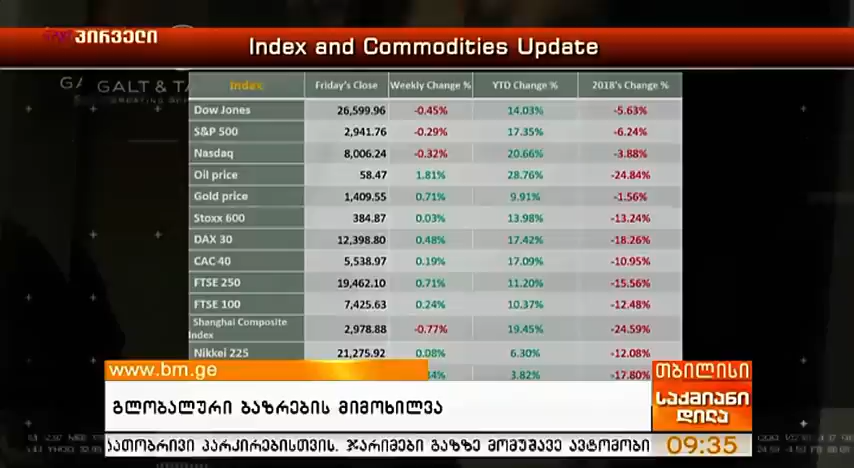 პირველი
Index and Commodities Update
GALT & TA
Index Friday's Close Weekly Change % YTD Change % 2018's Change %
Dow Jones 26,599.96 -0.45% 14.03% -5.63%
S&P 500 2,941.76 -0.29% 17.35% -6.24%
Nasdaq 8,006.24 -0.32% 20.66% -3.88%
Oil price 58.47 1.81% 28.76% -24.84%
Gold price 1,409.55 0.71% 9.91% -1.56%
Stoxx 600 384.87 0.03% 13.98% -13.24%
DAX 30 12,398.80 0.48% 17.42% -18.26%
CAC 40 5,538.97 0.19% 17.09% -10.95%
FTSE 250 19,462.10 0.71% 11.20% -15.56%
FTSE 100 7,425.63 0.24% 10.37% -12.48%
Shanghai Composite
Index 2,978.88 -0.77% 19.45% -24.59%
Nikkei 225 21,275.92 0.08% 6.30% -12.08%
4% 3.82% -17.80%
www.bm.ge
გლობალური ბაზრების მიმოხილვა
თბილისი
საქმიანი
დილა
09:35
ათობრივი პარკირებისთვის. ჯარიმები გაზზე მომუშავე ავტომობი